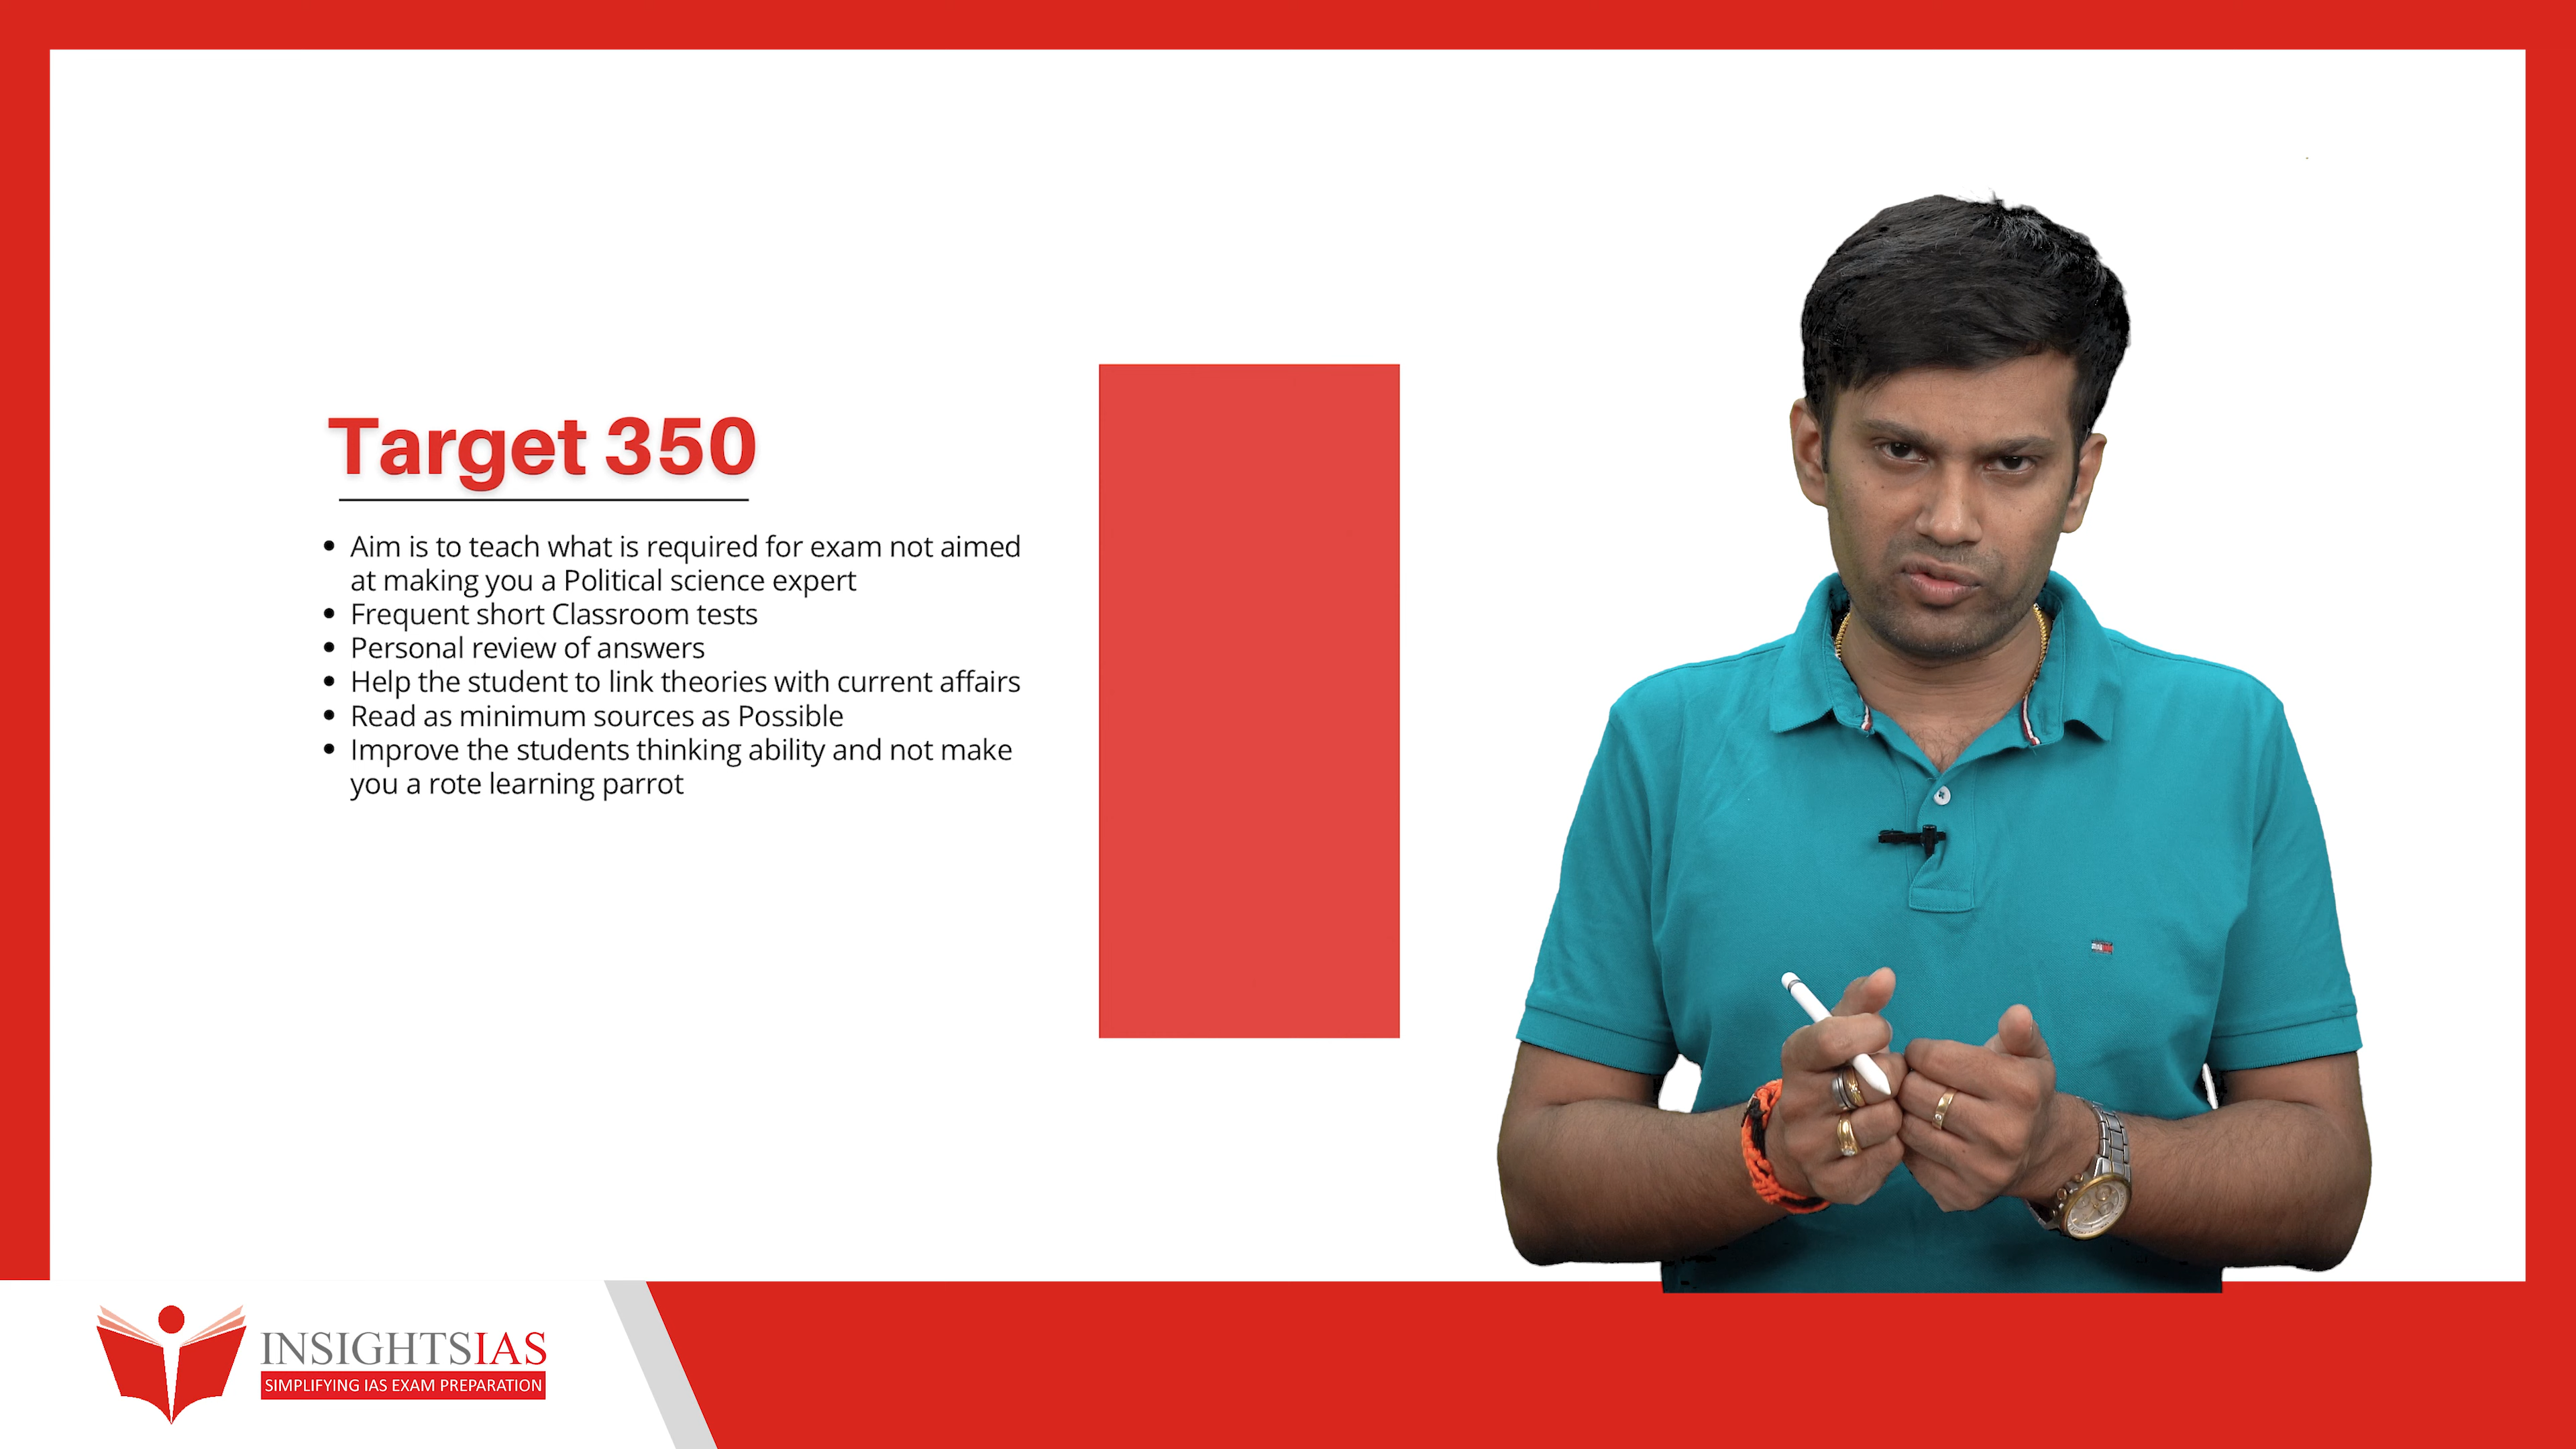 Target 350
• Aim is to teach what is required for exam not aimed
at making you a Political science expert
• Frequent short Classroom tests
• Personal review of answers
• Help the student to link theories with current affairs
• Read as minimum sources as Possible
• Improve the students thinking ability and not make
you a rote learning parrot
INSIGHTSIAS
SIMPLIFYING IAS EXAM PREPARATION